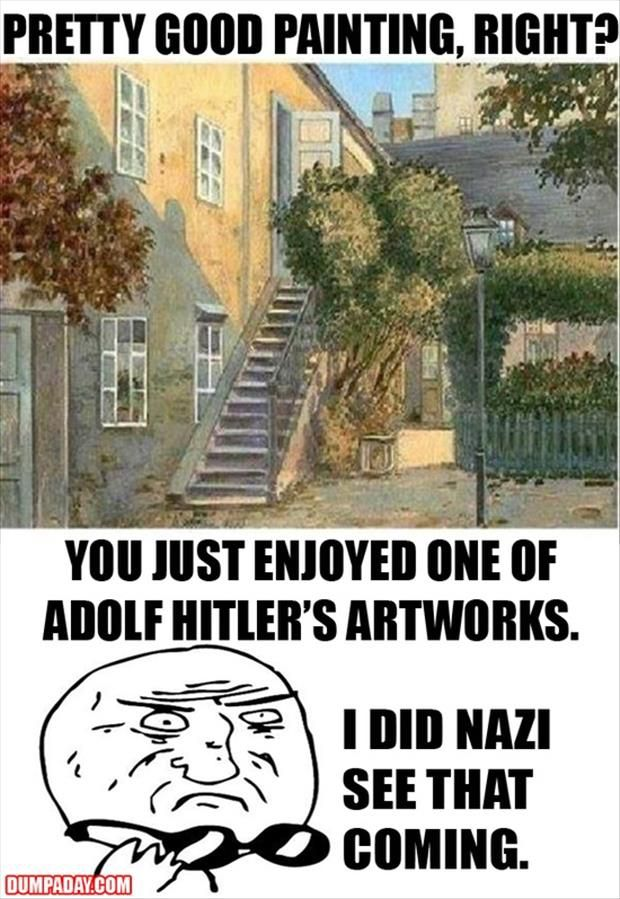 PRETTY GOOD PAINTING, RIGHT?
YOU JUST ENJOYED ONE OF
ADOLF HITLER'S ARTWORKS.
I DID NAZI
SEE THAT
COMING.
DUMPADAY.COM